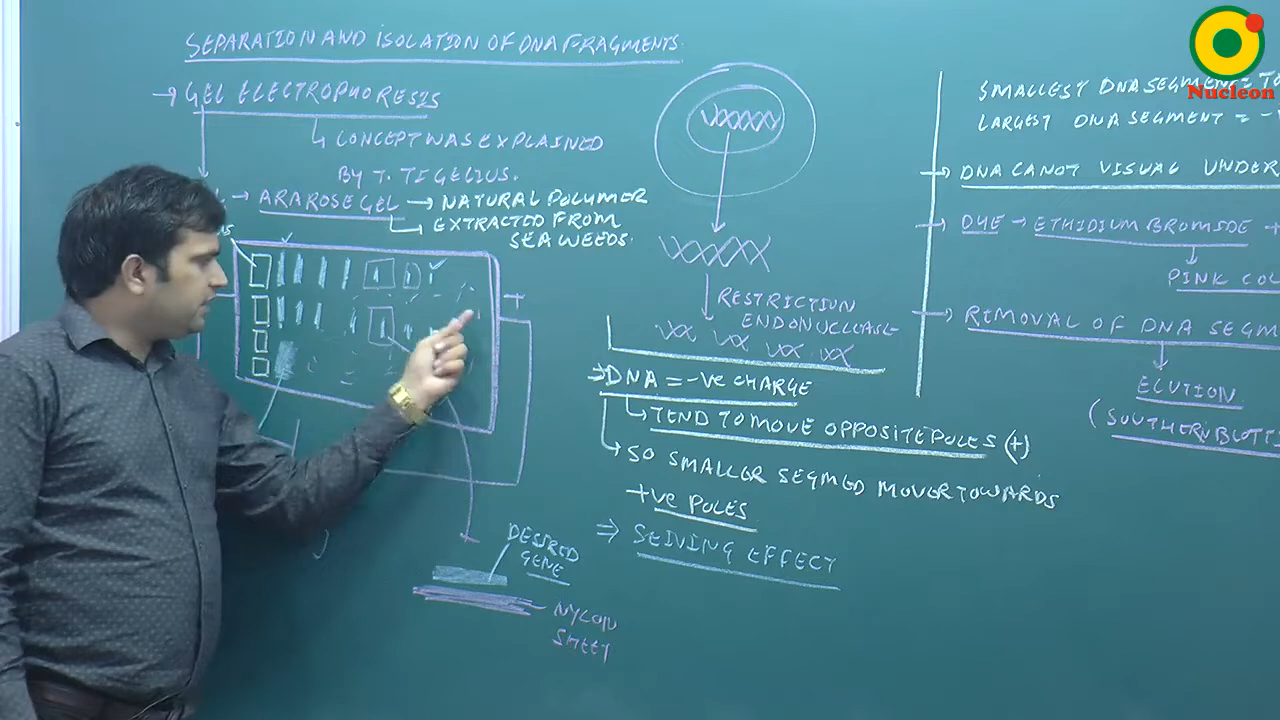 SEPARATION AND ISOLATION OF DNA FRAGMENTS.
→ GEL ELECTROPHORESIS
↳ CONCEPT WAS EXPLAINED
BY T. TIGELIUS.
→ ARAROSE GEL → NATURAL POLYMER
EXTRACTED FROM
SEA WEEDS.
+
DESIRED
GENE
NYLON
SHEET
RESTRICTION
ENDONUCLEASE
→ DNA = -VE CHARGE
↳ TEND TO MOVE OPPOSITE POLES (+)
↳ SO SMALLER SEGMED MOVER TOWARDS
+VE POLES
⇒ SEIVING EFFECT
SMALLEST DNA SEGMENT =
LARGEST DNA SEGMENT = -
→ DNA CANOT VISUAL UNDER
→ DYE → ETHIDIUM BROMIDE +
PINK CO
→ REMOVAL OF DNA SEGM
ELUTION
(SOUTHERN BLOTT
Nucleon